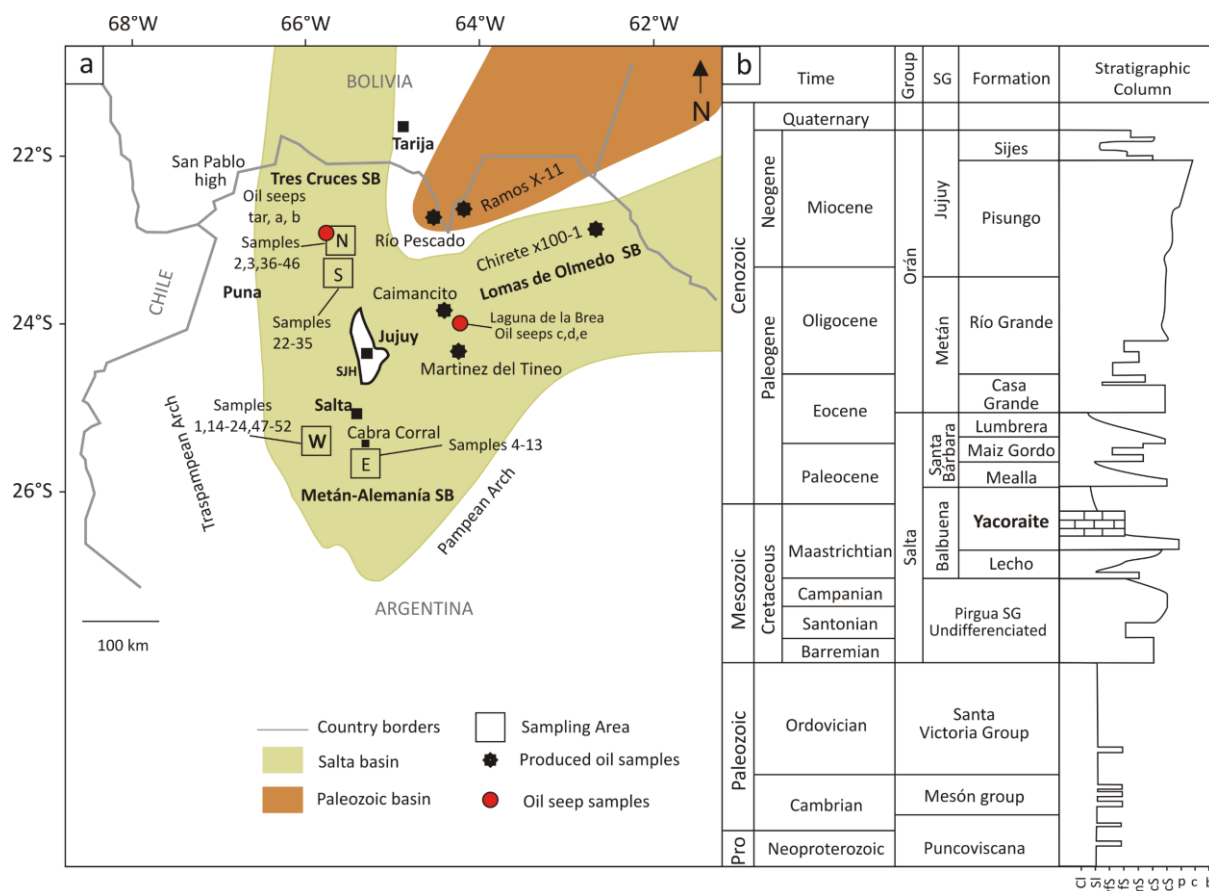 68°W
66°W
64°W
62°W
a
BOLIVIA
N
Tarija
22°S
San Pablo
high
Tres Cruces SB
Ramos X-11
Oil seeps
tar, a, b
N
Río Pescado
Samples
2,3,36-46
S
Chirete x100-1
Lomas de Olmedo SB
CHILE
Puna
Caimancito
24°S
Samples
22-35
Laguna de la Brea
Oil seeps c,d,e
Jujuy
SJH
Martinez del Tineo
Samples
1,14-24,47-52
Salta
Traspampean Arch
W
Cabra Corral
Samples 4-13
E
26°S
Metán-Alemanía SB
Pampean Arch
ARGENTINA
100 km
Country borders
Sampling Area
Salta basin
Produced oil samples
Paleozoic basin
Oil seep samples
b
Time
Group
SG
Formation
Stratigraphic
Column
Quaternary
Cenozoic
Neogene
Miocene
Paleogene
Oligocene
Eocene
Paleocene
Mesozoic
Cretaceous
Maastrichtian
Campanian
Santonian
Barremian
Paleozoic
Ordovician
Cambrian
Pro
Neoproterozoic
Orán
Jujuy
Sijes
Pisungo
Metán
Río Grande
Casa
Grande
Salta
Santa
Bárbara
Lumbrera
Maiz Gordo
Mealla
Balbuena
Yacoraite
Lecho
Pirgua SG
Undifferenciated
Santa
Victoria Group
Mesón group
Puncoviscana
Cl
Sl
p
c
b